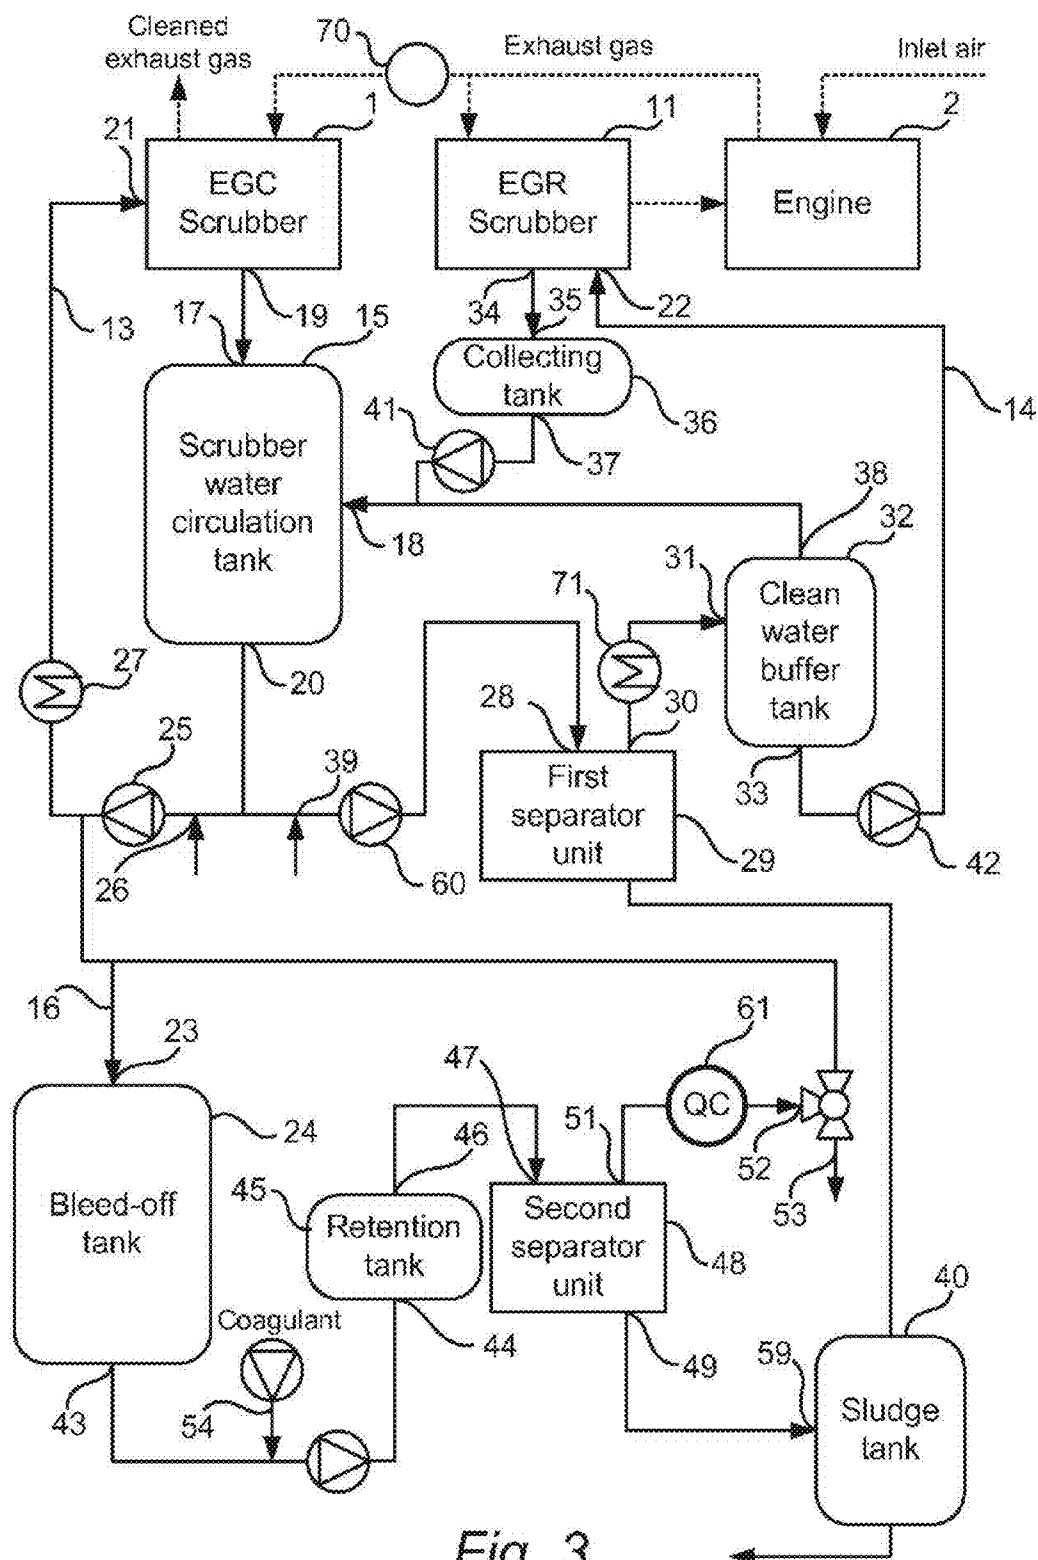 Cleaned
exhaust gas
70
Exhaust gas
Inlet air
21
1
11
2
EGC
Scrubber
EGR
Scrubber
Engine
13
17
19
15
34
35
22
Collecting
tank
14
41
36
37
Scrubber
water
circulation
tank
18
38
32
31
71
Clean
water
buffer
tank
27
20
28
30
25
39
First
separator
unit
33
26
60
29
42
16
23
61
47
QC
24
46
51
52
45
53
Bleed-off
tank
Retention
tank
Second
separator
unit
48
40
Coagulant
44
49
59
43
54
Sludge
tank
Fig. 3